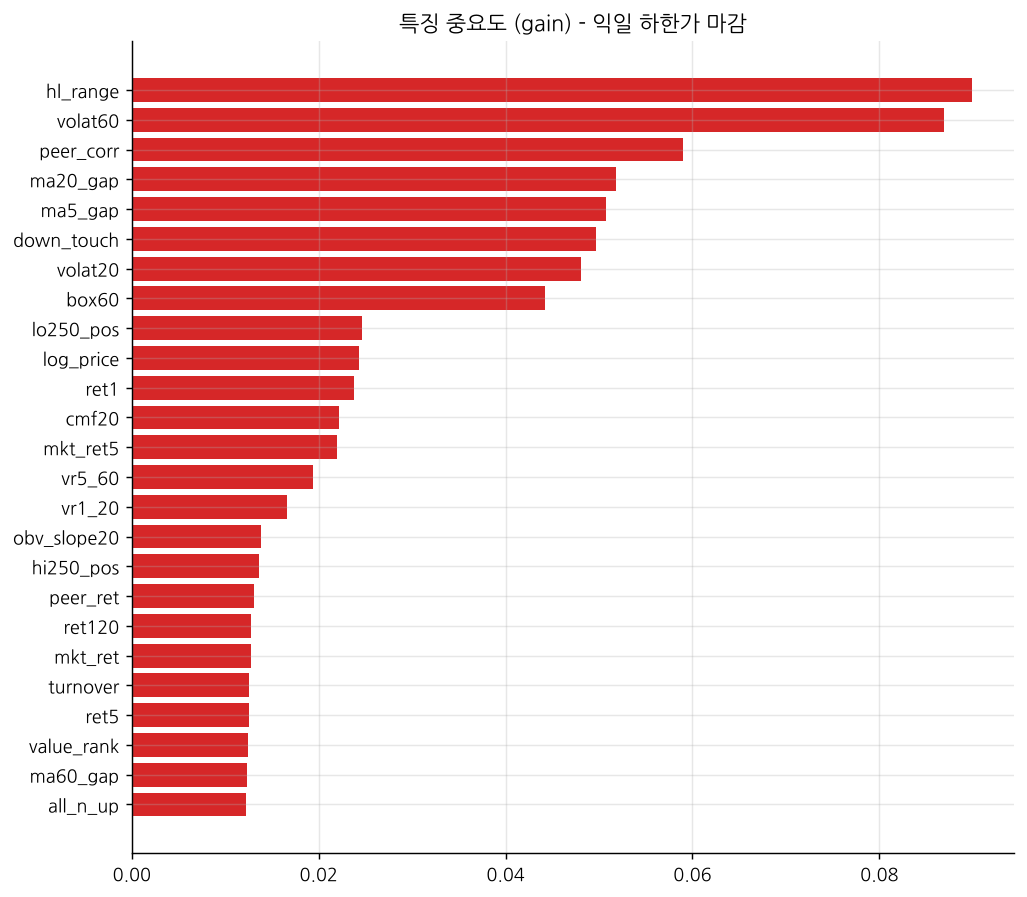 특징 중요도 (gain) - 익일 하한가 마감
hl_range
volat60
peer_corr
ma20_gap
ma5_gap
down_touch
volat20
box60
lo250_pos
log_price
ret1
cmf20
mkt_ret5
vr5_60
vr1_20
obv_slope20
hi250_pos
peer_ret
ret120
mkt_ret
turnover
ret5
value_rank
ma60_gap
all_n_up
0.00 0.02 0.04 0.06 0.08